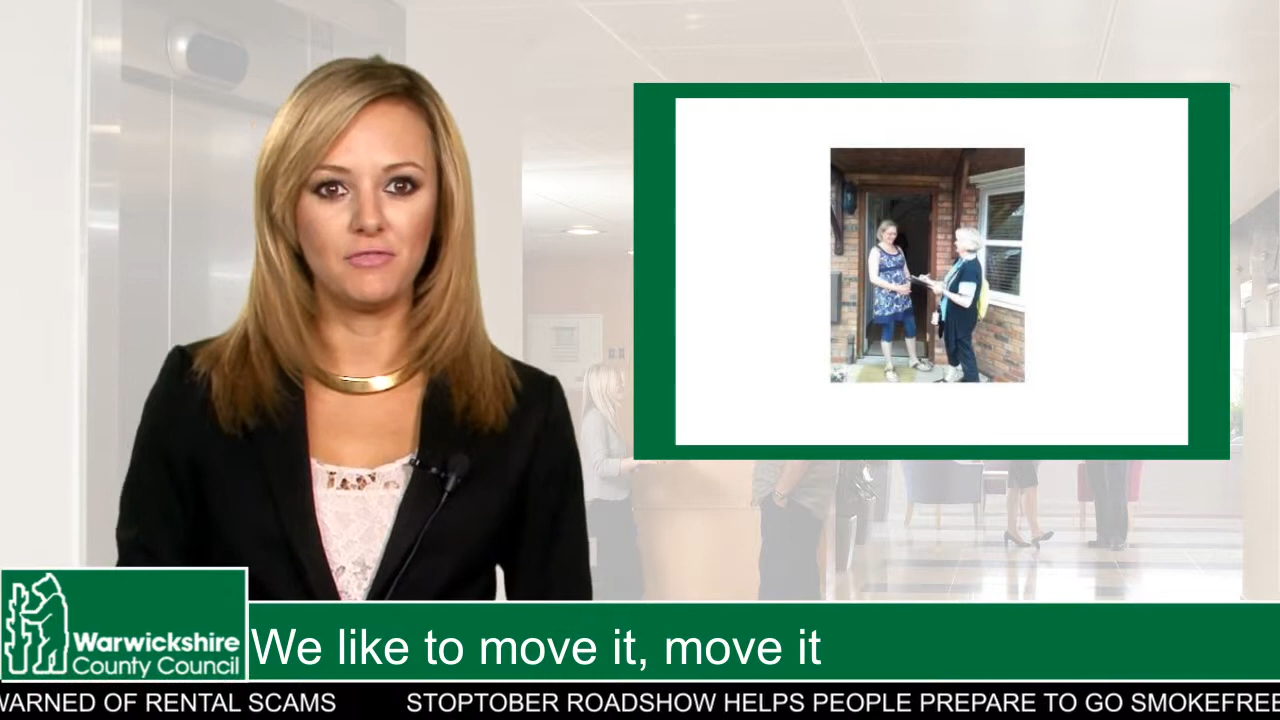 We like to move it, move it
Warwickshire
County Council
WARNED OF RENTAL SCAMS
STOPTOBER ROADSHOW HELPS PEOPLE PREPARE TO GO SMOKEFREE